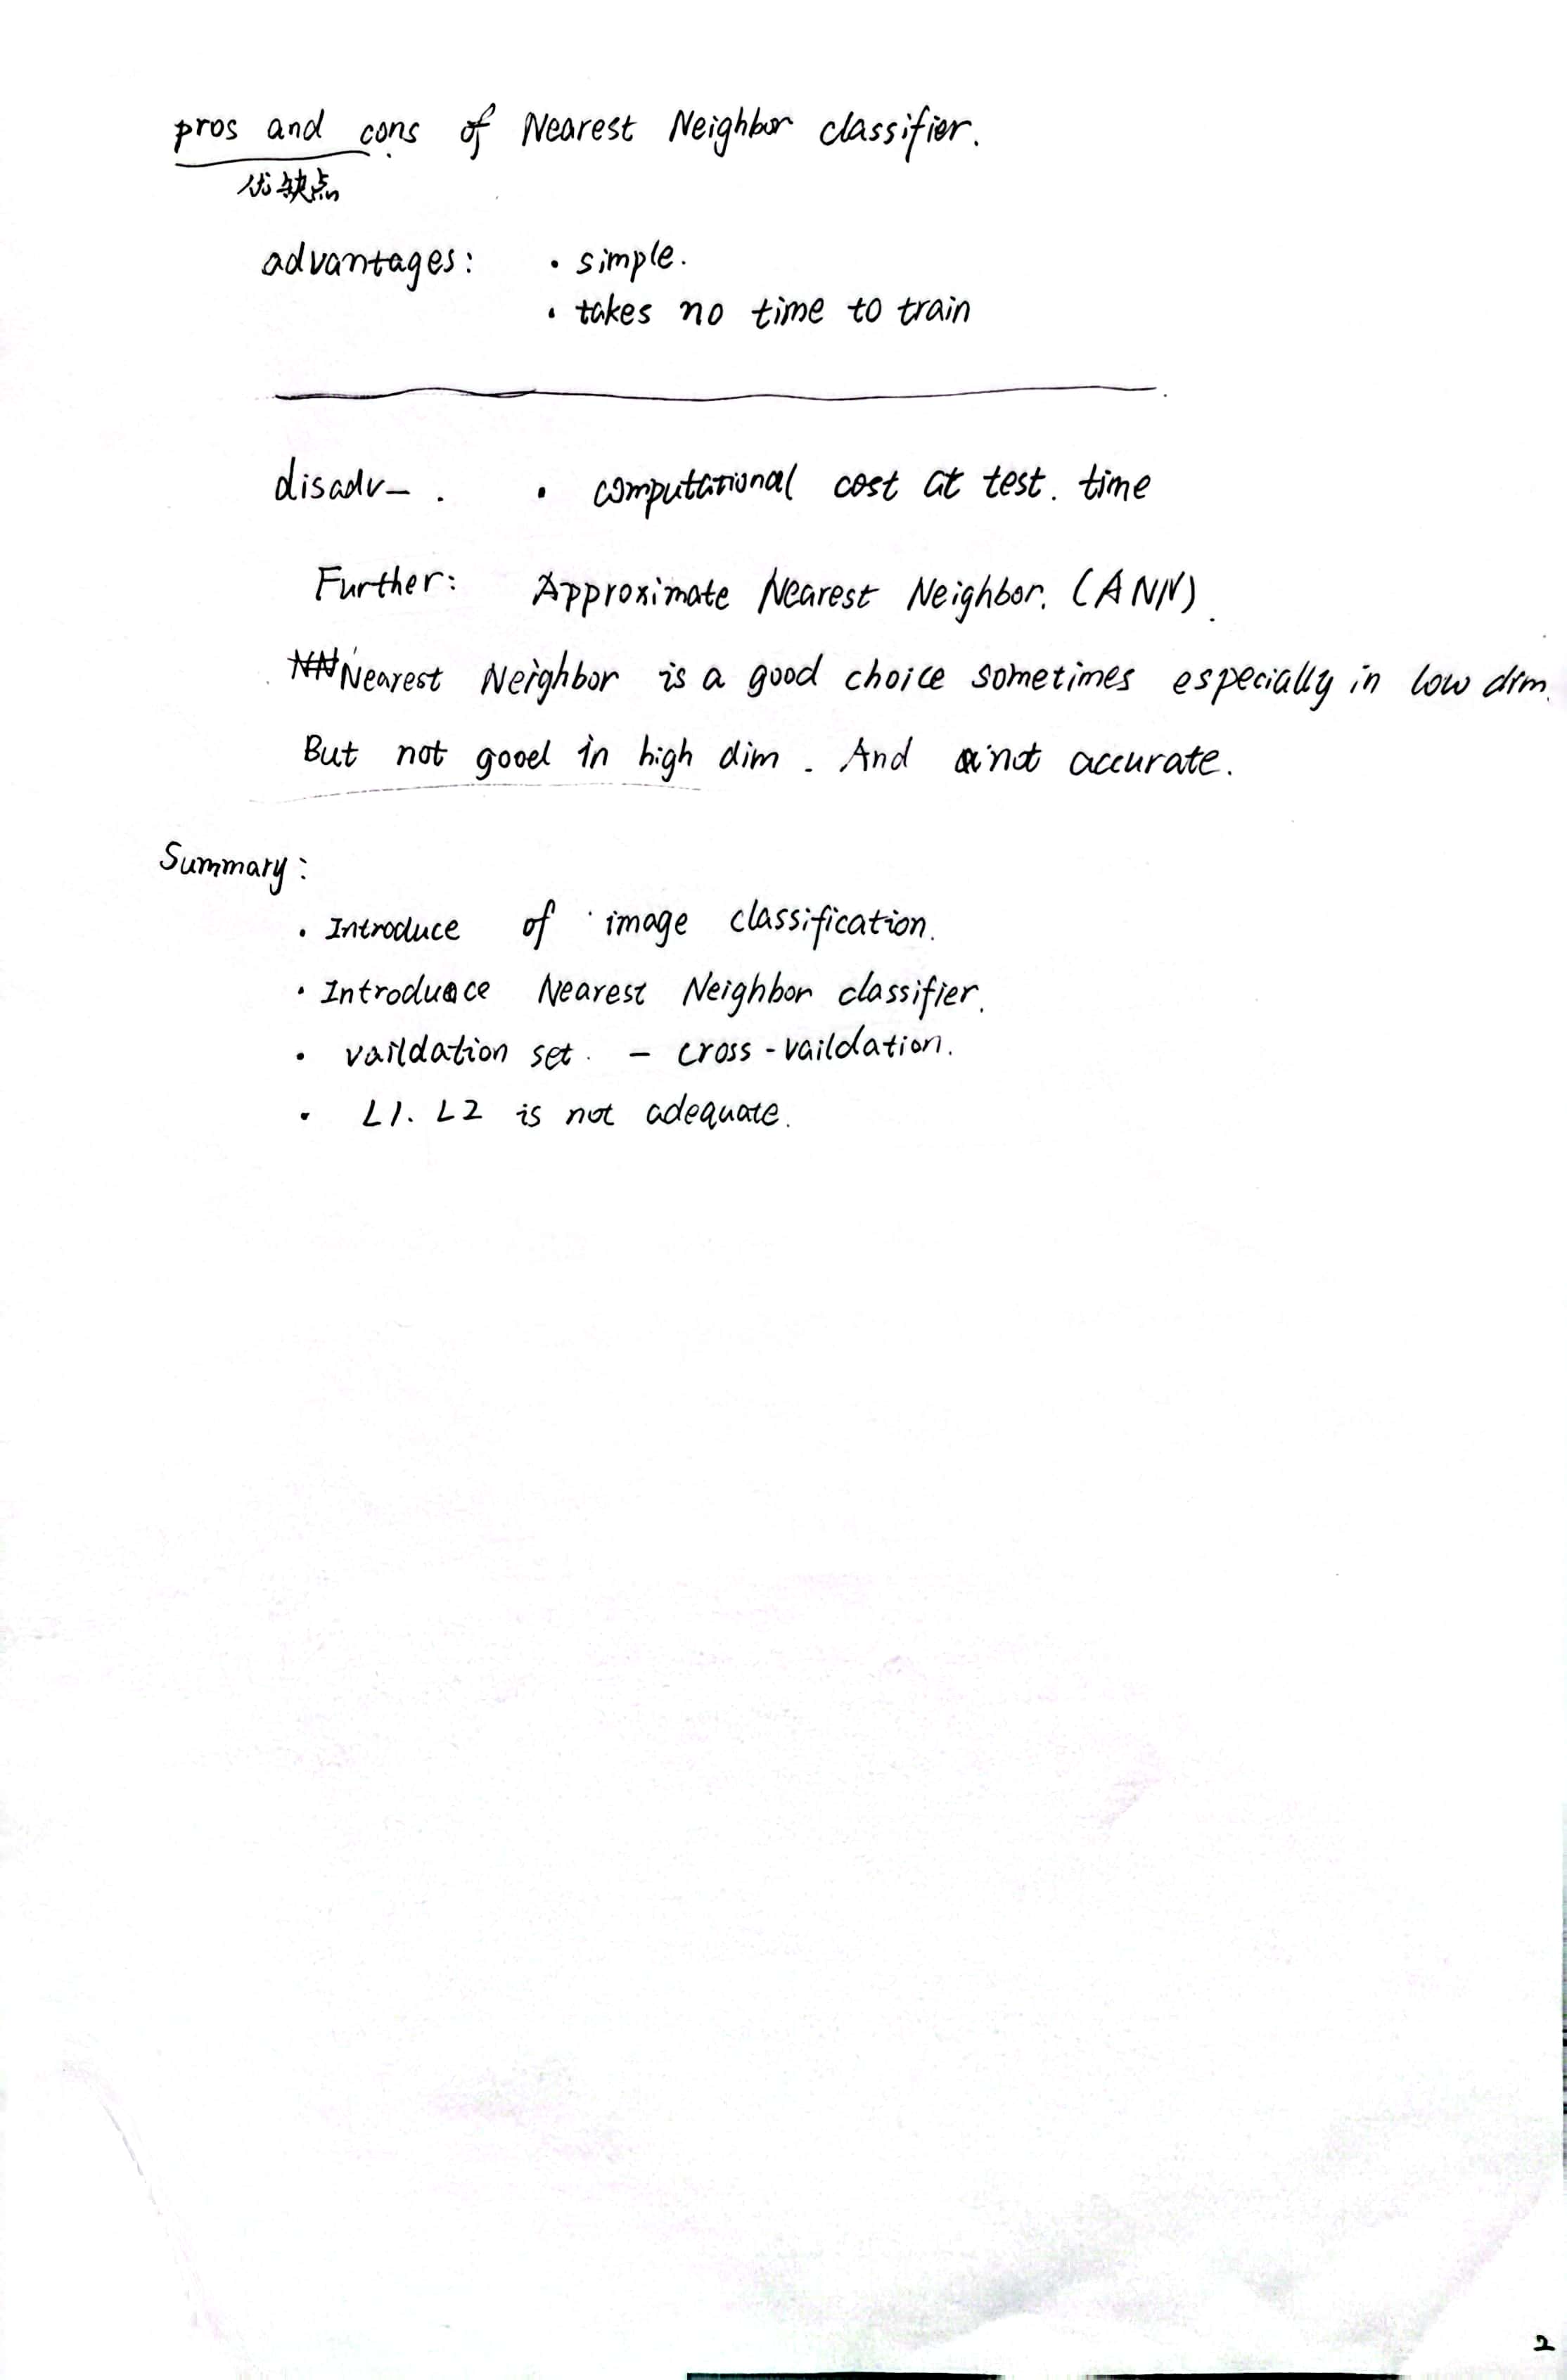 pros and cons of Nearest Neighbor classifier.
优缺点
advantages: • simple.
• takes no time to train
disadv— . • computational cost at test. time
Further: Approximate Nearest Neighbor. (ANN).
Nearest Neighbor is a good choice sometimes especially in low dim.
But not good in high dim. And not accurate.
Summary:
• Introduce of image classification.
• Introduce Nearest Neighbor classifier.
• vaildation set. - cross-vaildation.
• L1. L2 is not adequate.
2